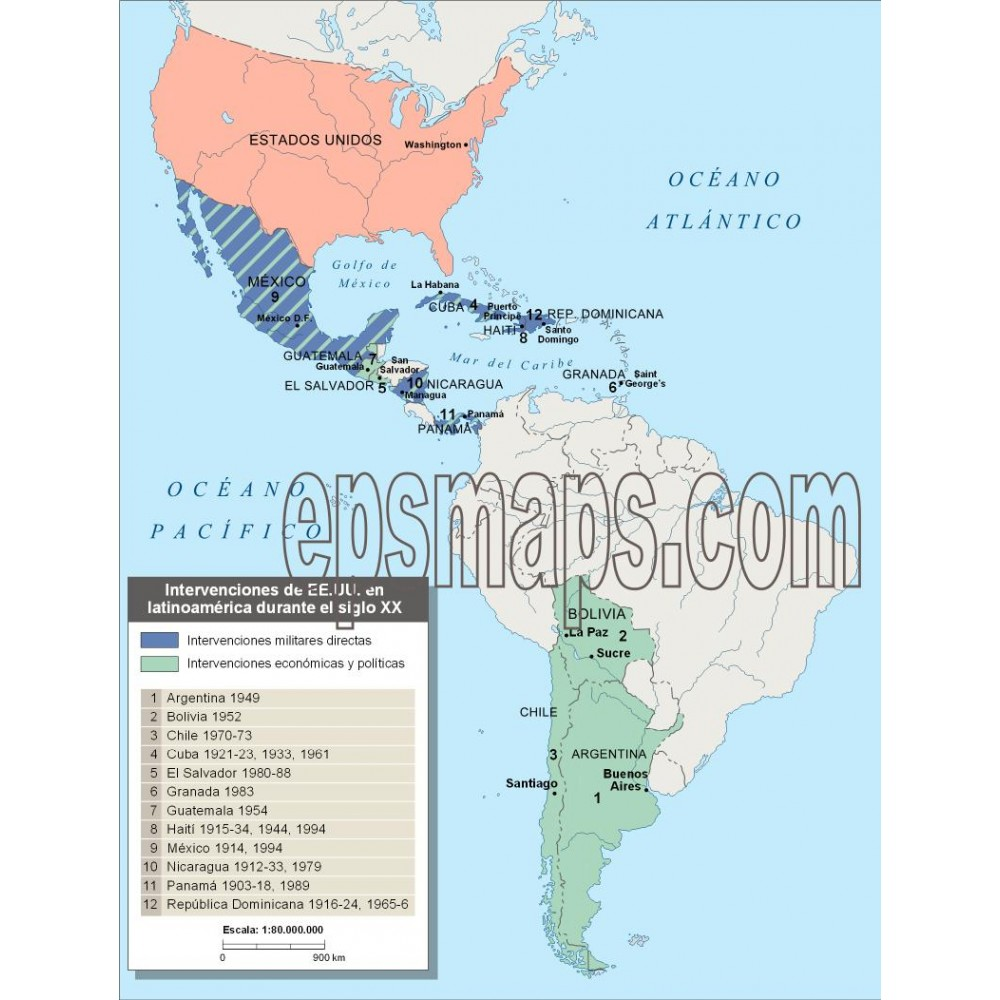 ESTADOS UNIDOS
Washington
OCÉANO
ATLÁNTICO
Golfo de
México
MÉXICO
9
México D.F.
La Habana
CUBA 4
Puerto
Principe
12 REP. DOMINICANA
HAITÍ
8
Santo
Domingo
GUATEMALA 7
Guatemala
San
Salvador
EL SALVADOR 5
Mar del Caribe
10 NICARAGUA
Managua
GRANADA
6
Saint
George's
11 Panamá
PANAMÁ
OCÉANO
PACÍFICO
epsmaps.com
BOLIVIA
La Paz 2
Sucre
CHILE
3
ARGENTINA
Santiago
Buenos
Aires
1
Intervenciones de EE.UU. en
latinoamérica durante el siglo XX
Intervenciones militares directas
Intervenciones económicas y políticas
1 Argentina 1949
2 Bolivia 1952
3 Chile 1970-73
4 Cuba 1921-23, 1933, 1961
5 El Salvador 1980-88
6 Granada 1983
7 Guatemala 1954
8 Haití 1915-34, 1944, 1994
9 México 1914, 1994
10 Nicaragua 1912-33, 1979
11 Panamá 1903-18, 1989
12 República Dominicana 1916-24, 1965-6
Escala: 1:80.000.000
0 900 km